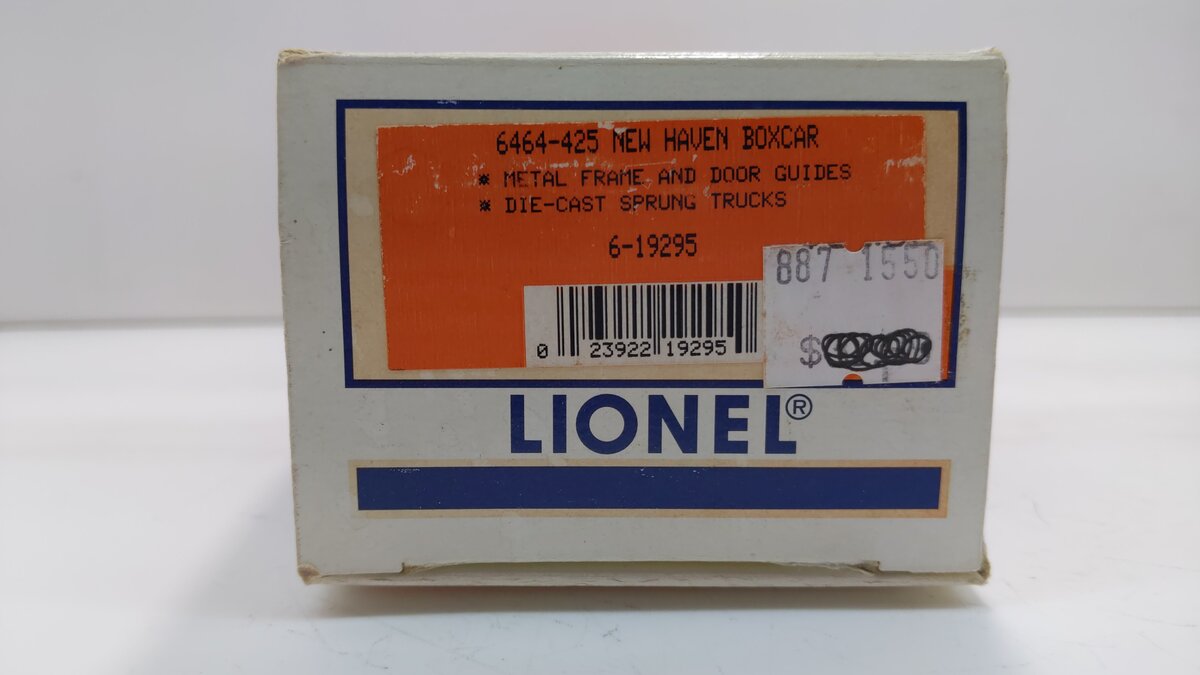 6464-425 NEW HAVEN BOXCAR
* METAL FRAME AND DOOR GUIDES
* DIE-CAST SPRUNG TRUCKS
6-19295
887 1550
$
0 23922 19295
LIONEL®